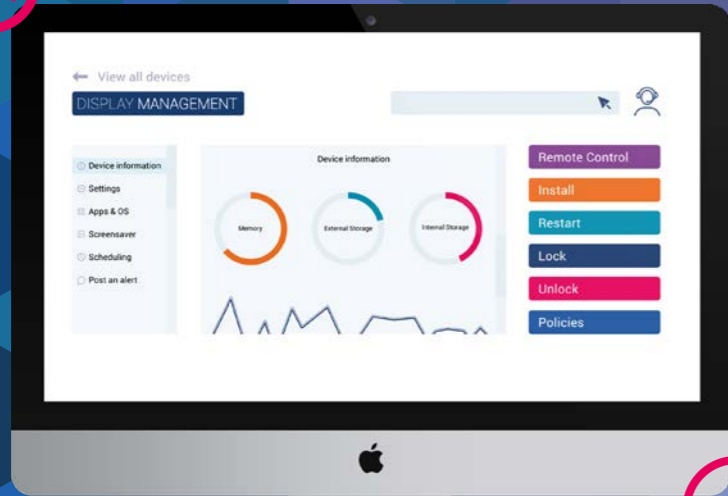 View all devices
DISPLAY MANAGEMENT
Device information
Settings
Apps & OS
Screensaver
Scheduling
Post an alert
Device information
Memory
External Storage
Internal Storage
Remote Control
Install
Restart
Lock
Unlock
Policies